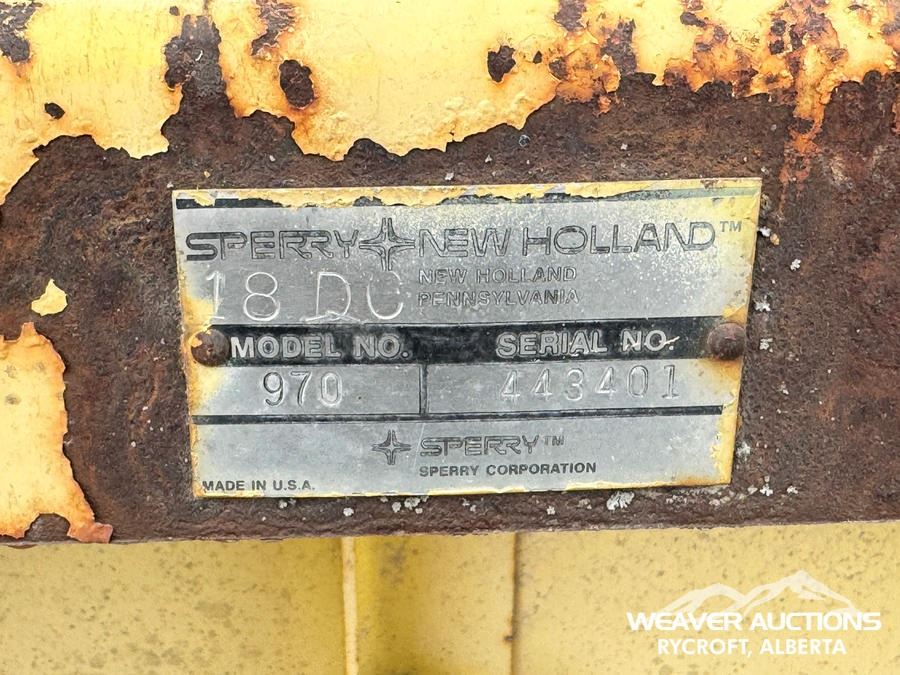 SPERRY NEW HOLLAND™
18 DC NEW HOLLAND
PENNSYLVANIA
MODEL NO. SERIAL NO.
970 443401
SPERRY™
SPERRY CORPORATION
MADE IN U.S.A.
WEAVER AUCTIONS
RYCROFT, ALBERTA